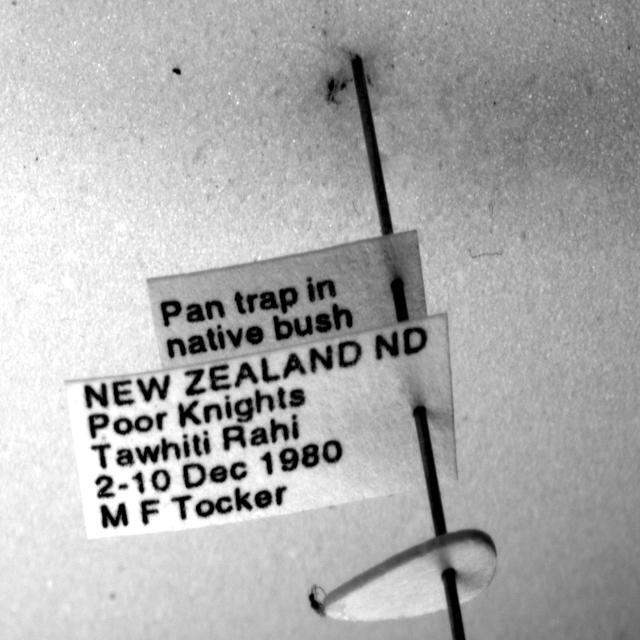 Pan trap in
native bush
NEW ZEALAND ND
Poor Knights
Tawhiti Rahi
2-10 Dec 1980
M F Tocker